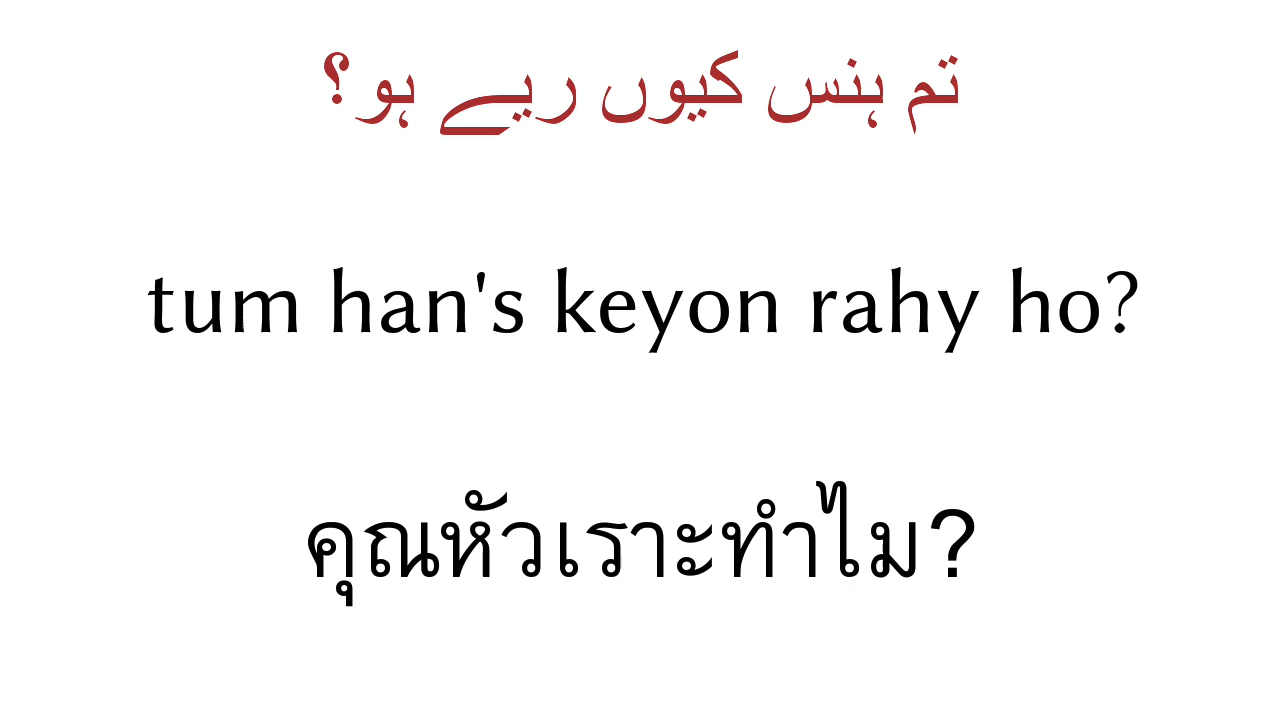 تم ہنس کیوں ریے ہو؟
tum han's keyon rahy ho?
คุณหัวเราะทำไม?